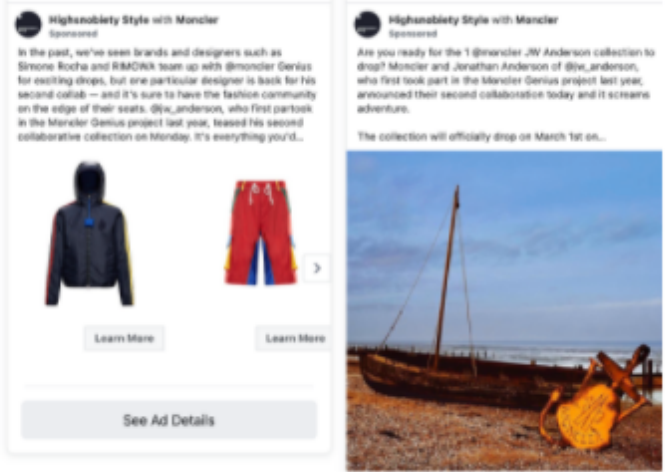 Highsnobiety Style with Moncler
Sponsored
In the past, we've seen brands and designers such as
Simone Rocha and RIMOWA team up with @moncler Genius
for exciting drops, but one particular designer is back for his
second collab — and it's sure to have the fashion community
on the edge of their seats. @jw_anderson, who first partook
in the Moncler Genius project last year, teased his second
collaborative collection on Monday. It's everything you'd...
Learn More
Learn More
See Ad Details
Highsnobiety Style with Moncler
Sponsored
Are you ready for the 1 @moncler JW Anderson collection to
drop? Moncler and Jonathan Anderson of @jw_anderson,
who first took part in the Moncler Genius project last year,
announced their second collaboration today and it screams
adventure.
The collection will officially drop on March 1st on...